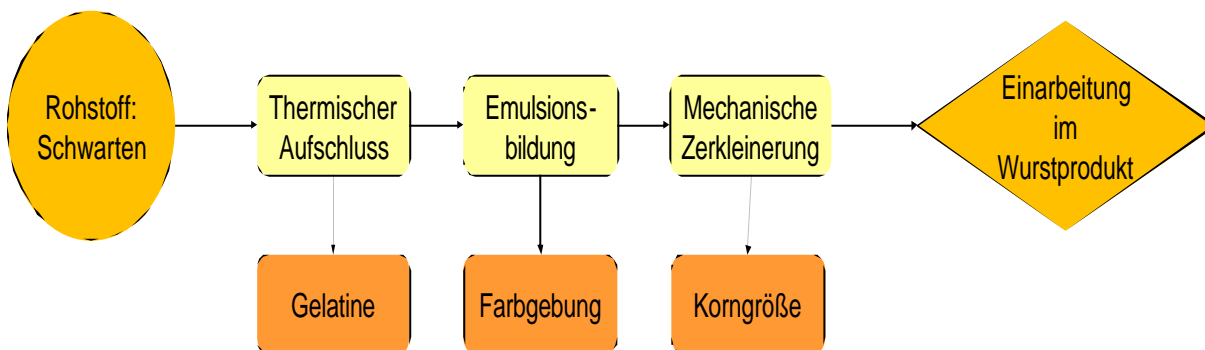 Rohstoff:
Schwarten
Thermischer
Aufschluss
Emulsions-
bildung
Mechanische
Zerkleinerung
Einarbeitung
im
Wurstprodukt
Gelatine
Farbgebung
Korngröße